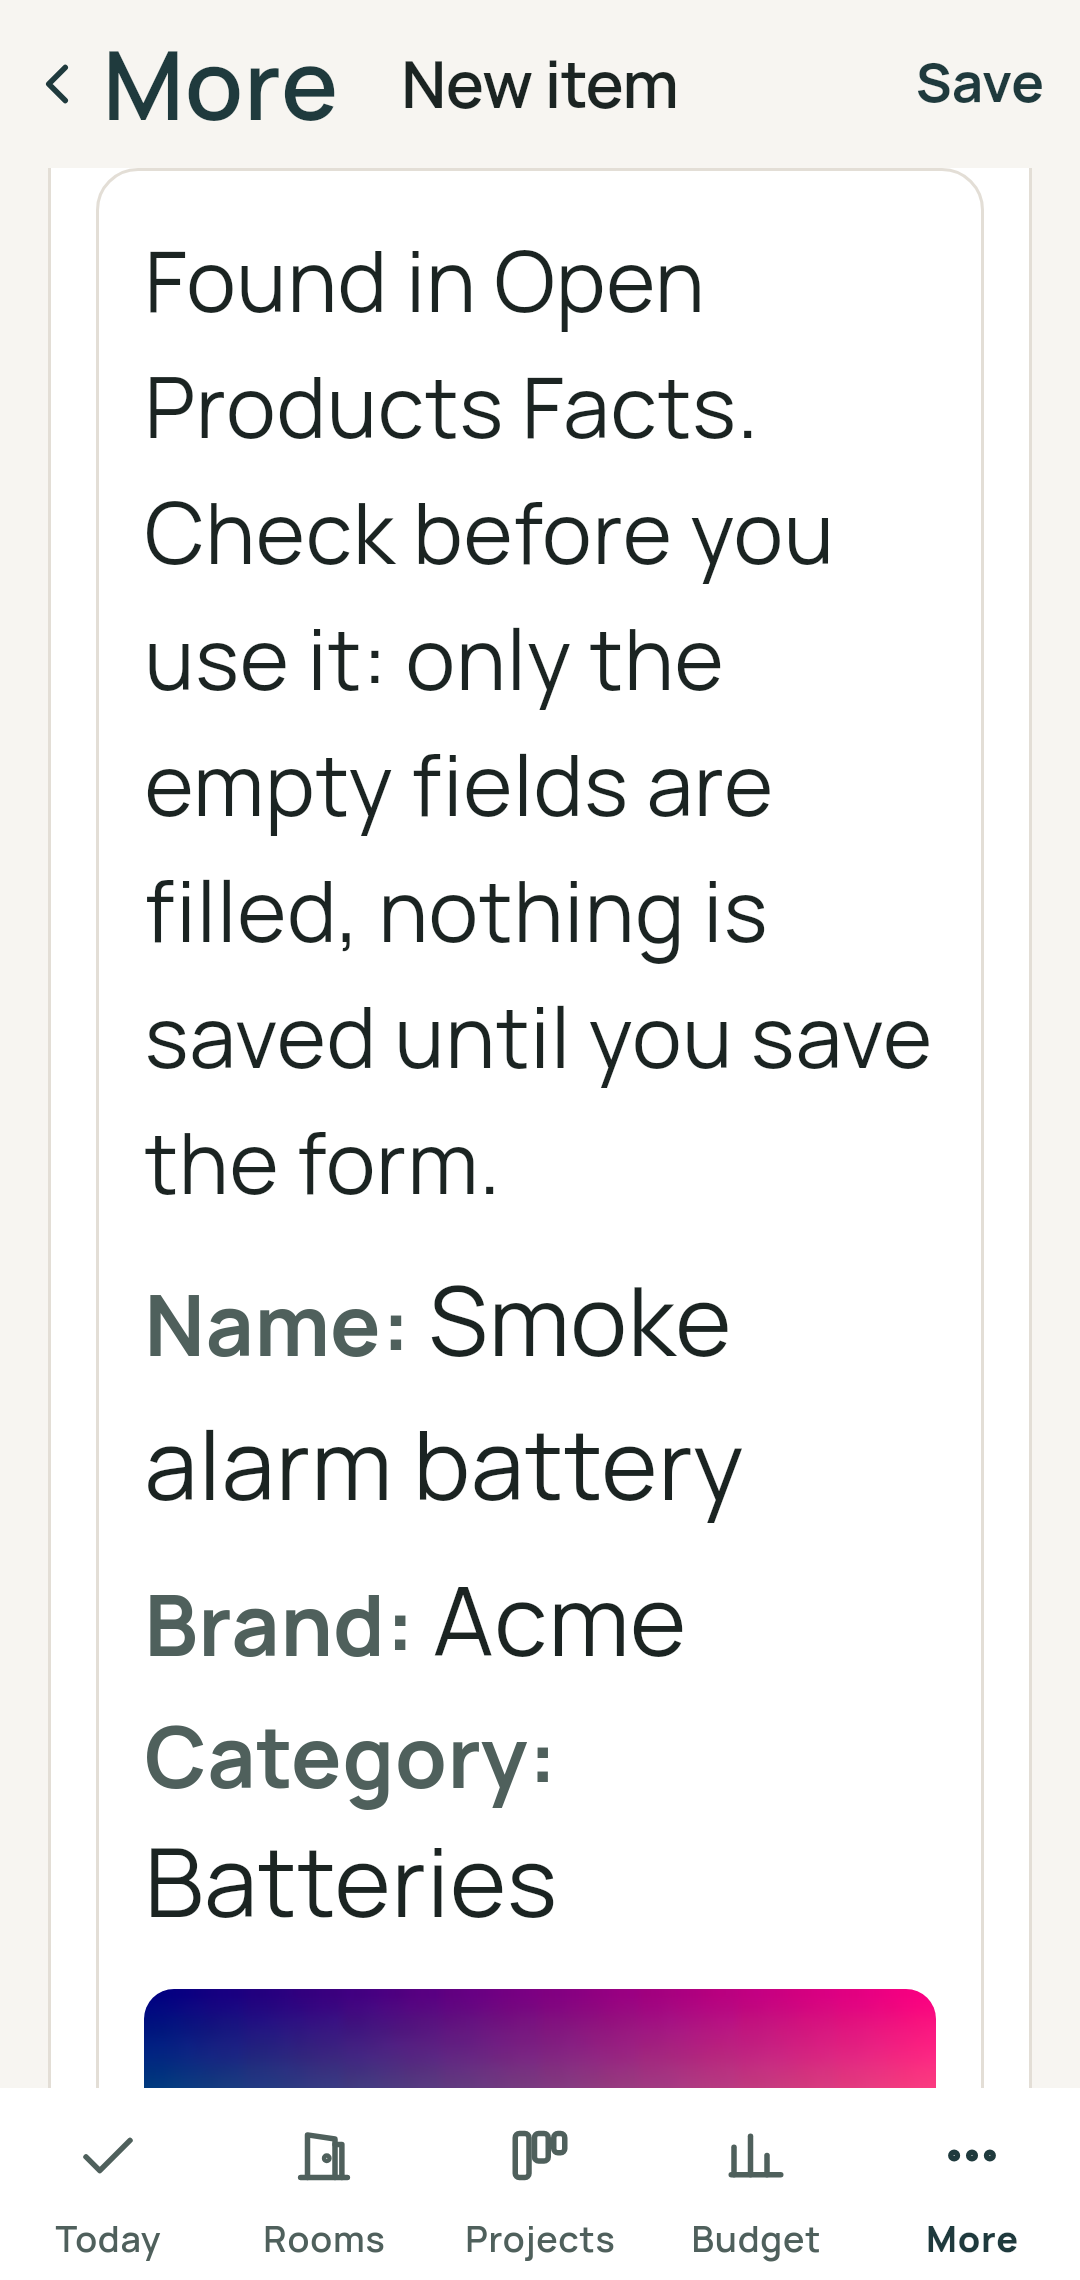 More
New item
Save
Found in Open
Products Facts.
Check before you
use it: only the
empty fields are
filled, nothing is
saved until you save
the form.
Name: Smoke
alarm battery
Brand: Acme
Category:
Batteries
Today
Rooms
Projects
Budget
More